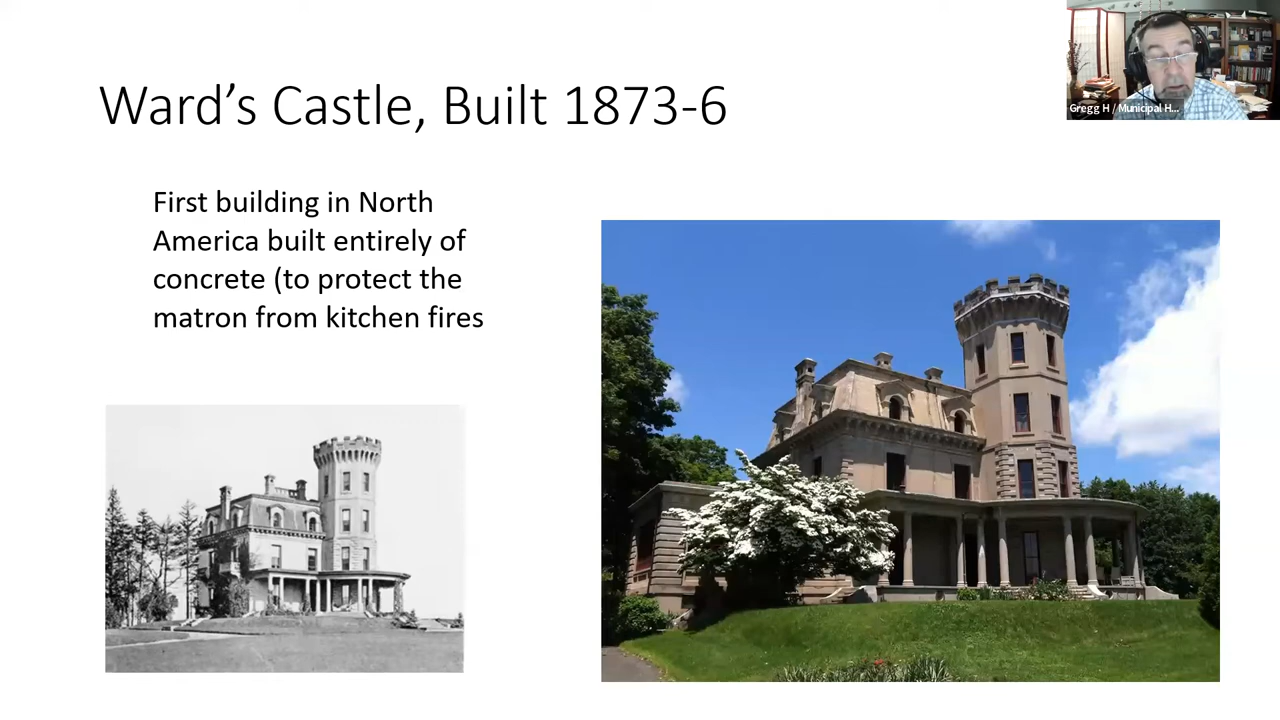 Ward’s Castle, Built 1873-6
Gregg H / Municipal H...
First building in North
America built entirely of
concrete (to protect the
matron from kitchen fires